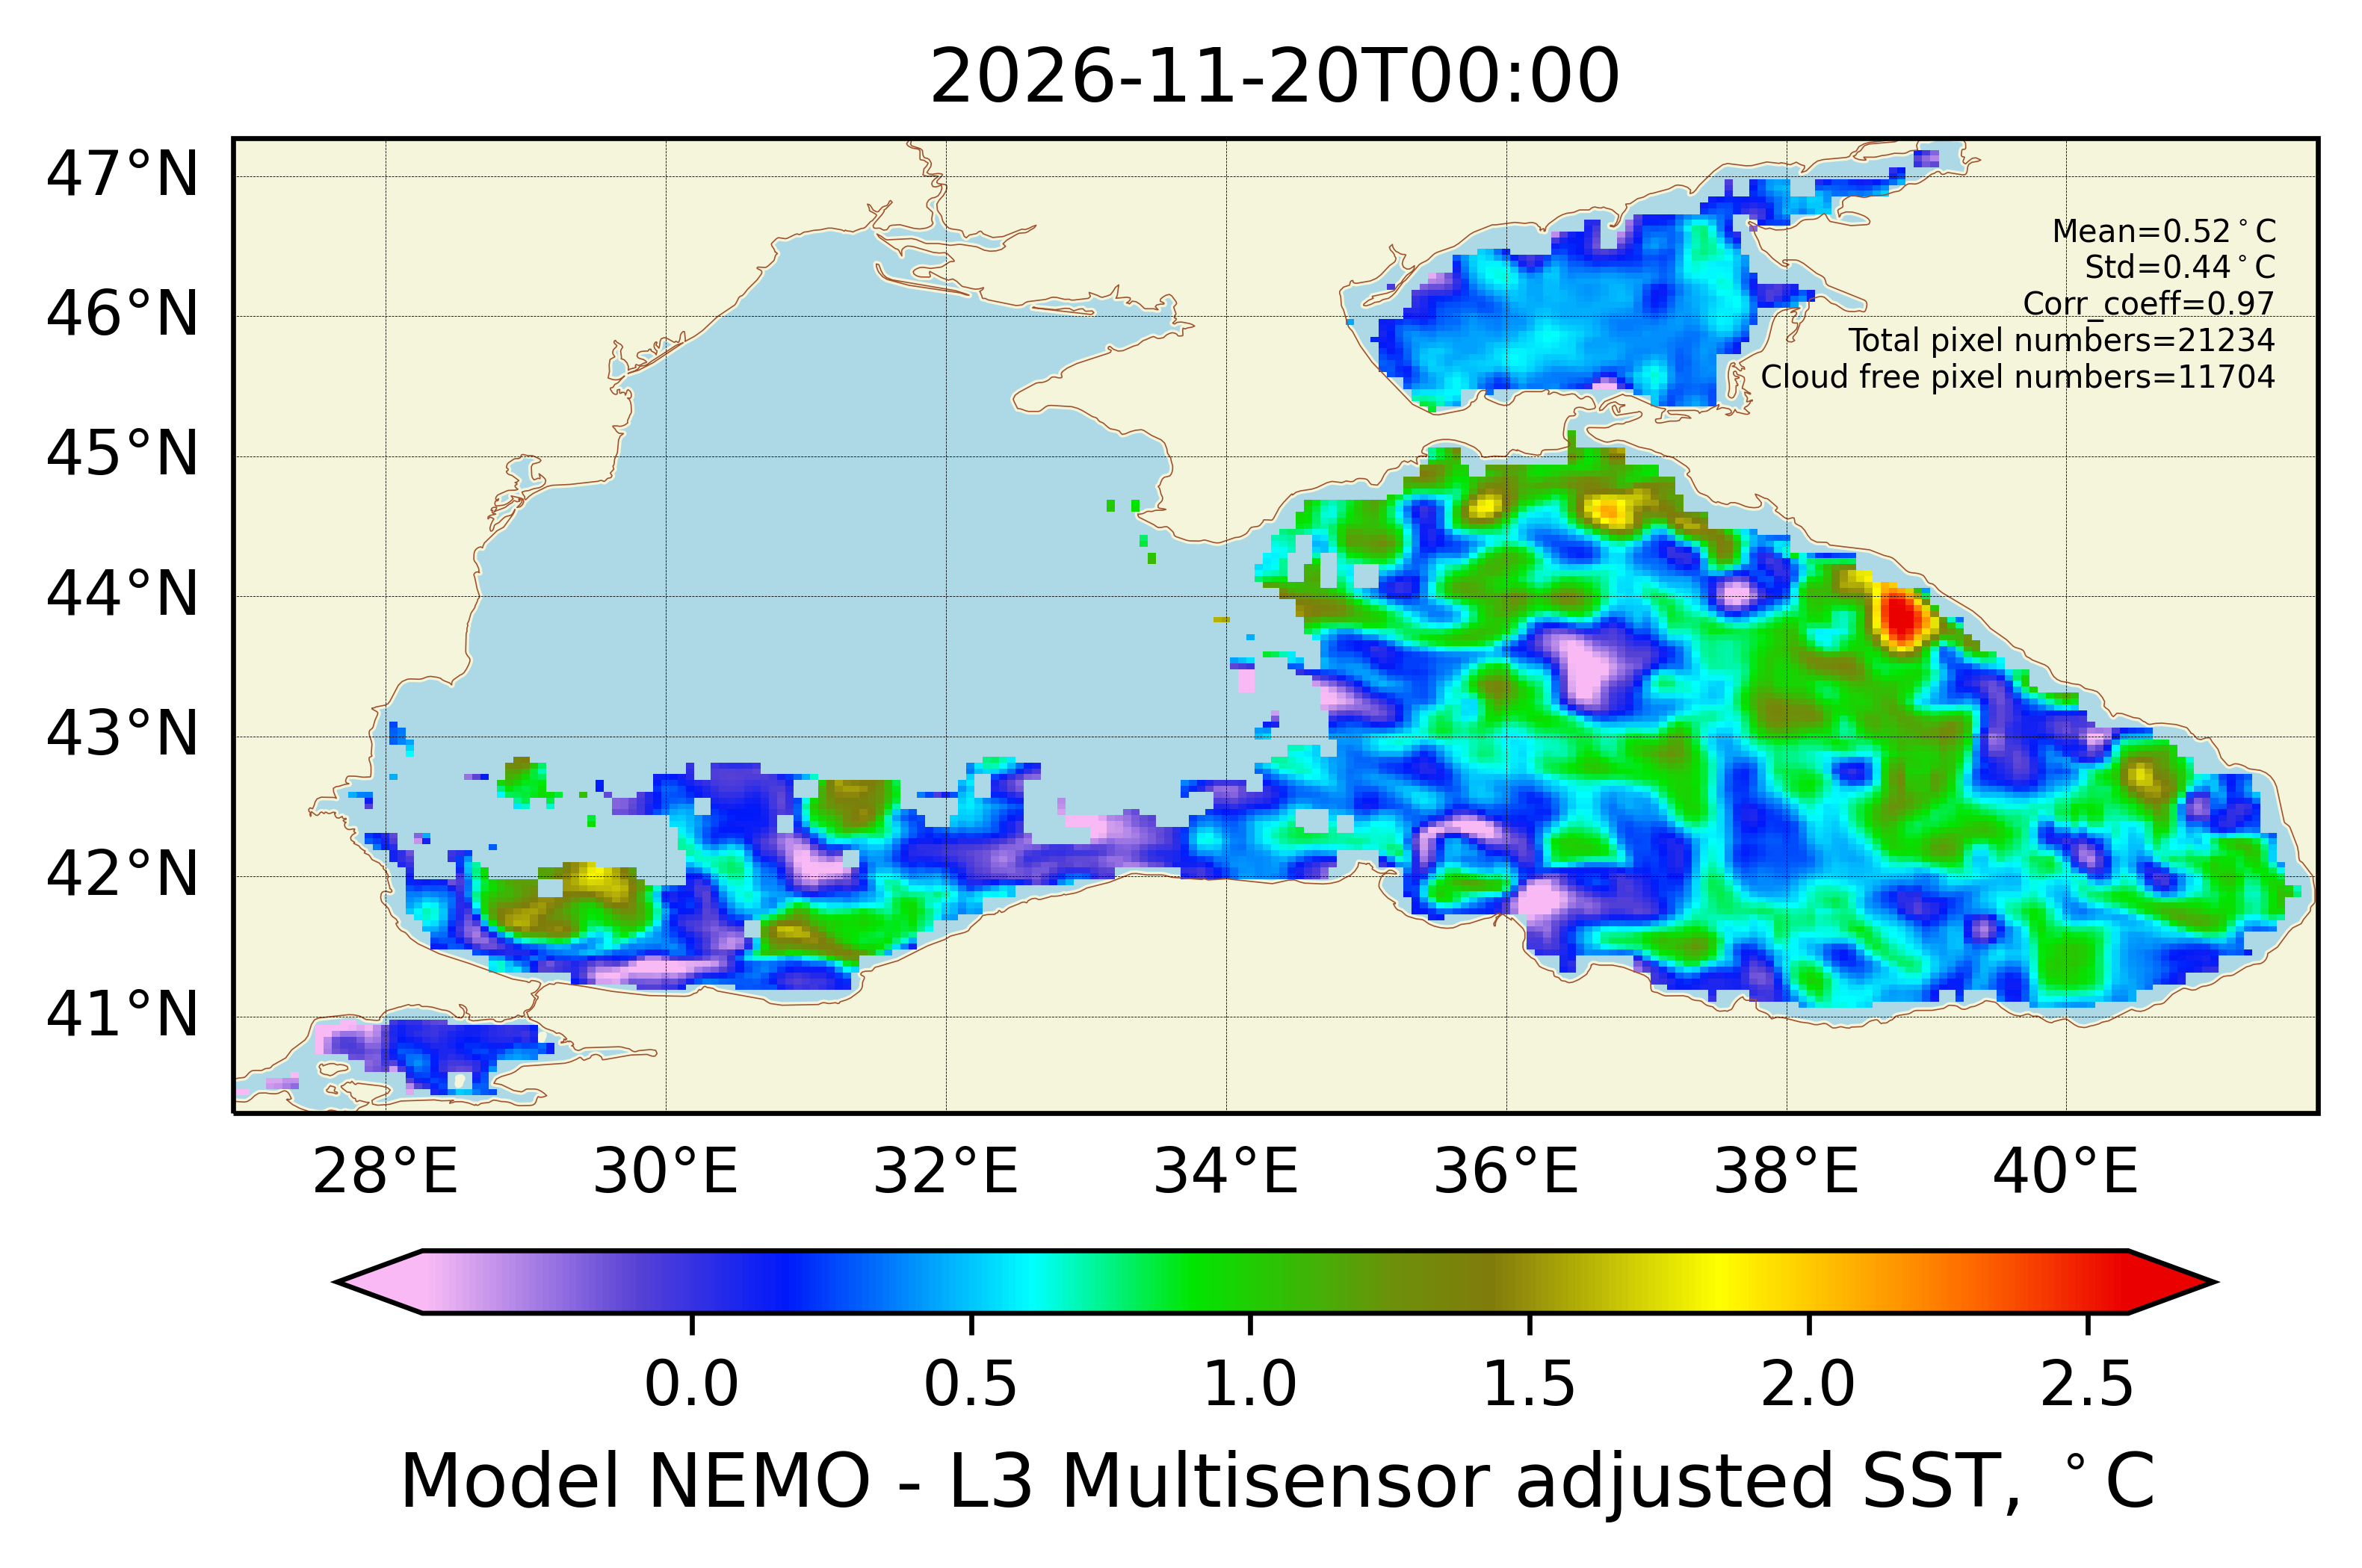 2026-11-20T00:00
47°N
46°N
45°N
44°N
43°N
42°N
41°N
Mean=0.52°C
Std=0.44°C
Corr_coeff=0.97
Total pixel numbers=21234
Cloud free pixel numbers=11704
28°E 30°E 32°E 34°E 36°E 38°E 40°E
0.0 0.5 1.0 1.5 2.0 2.5
Model NEMO - L3 Multisensor adjusted SST, °C